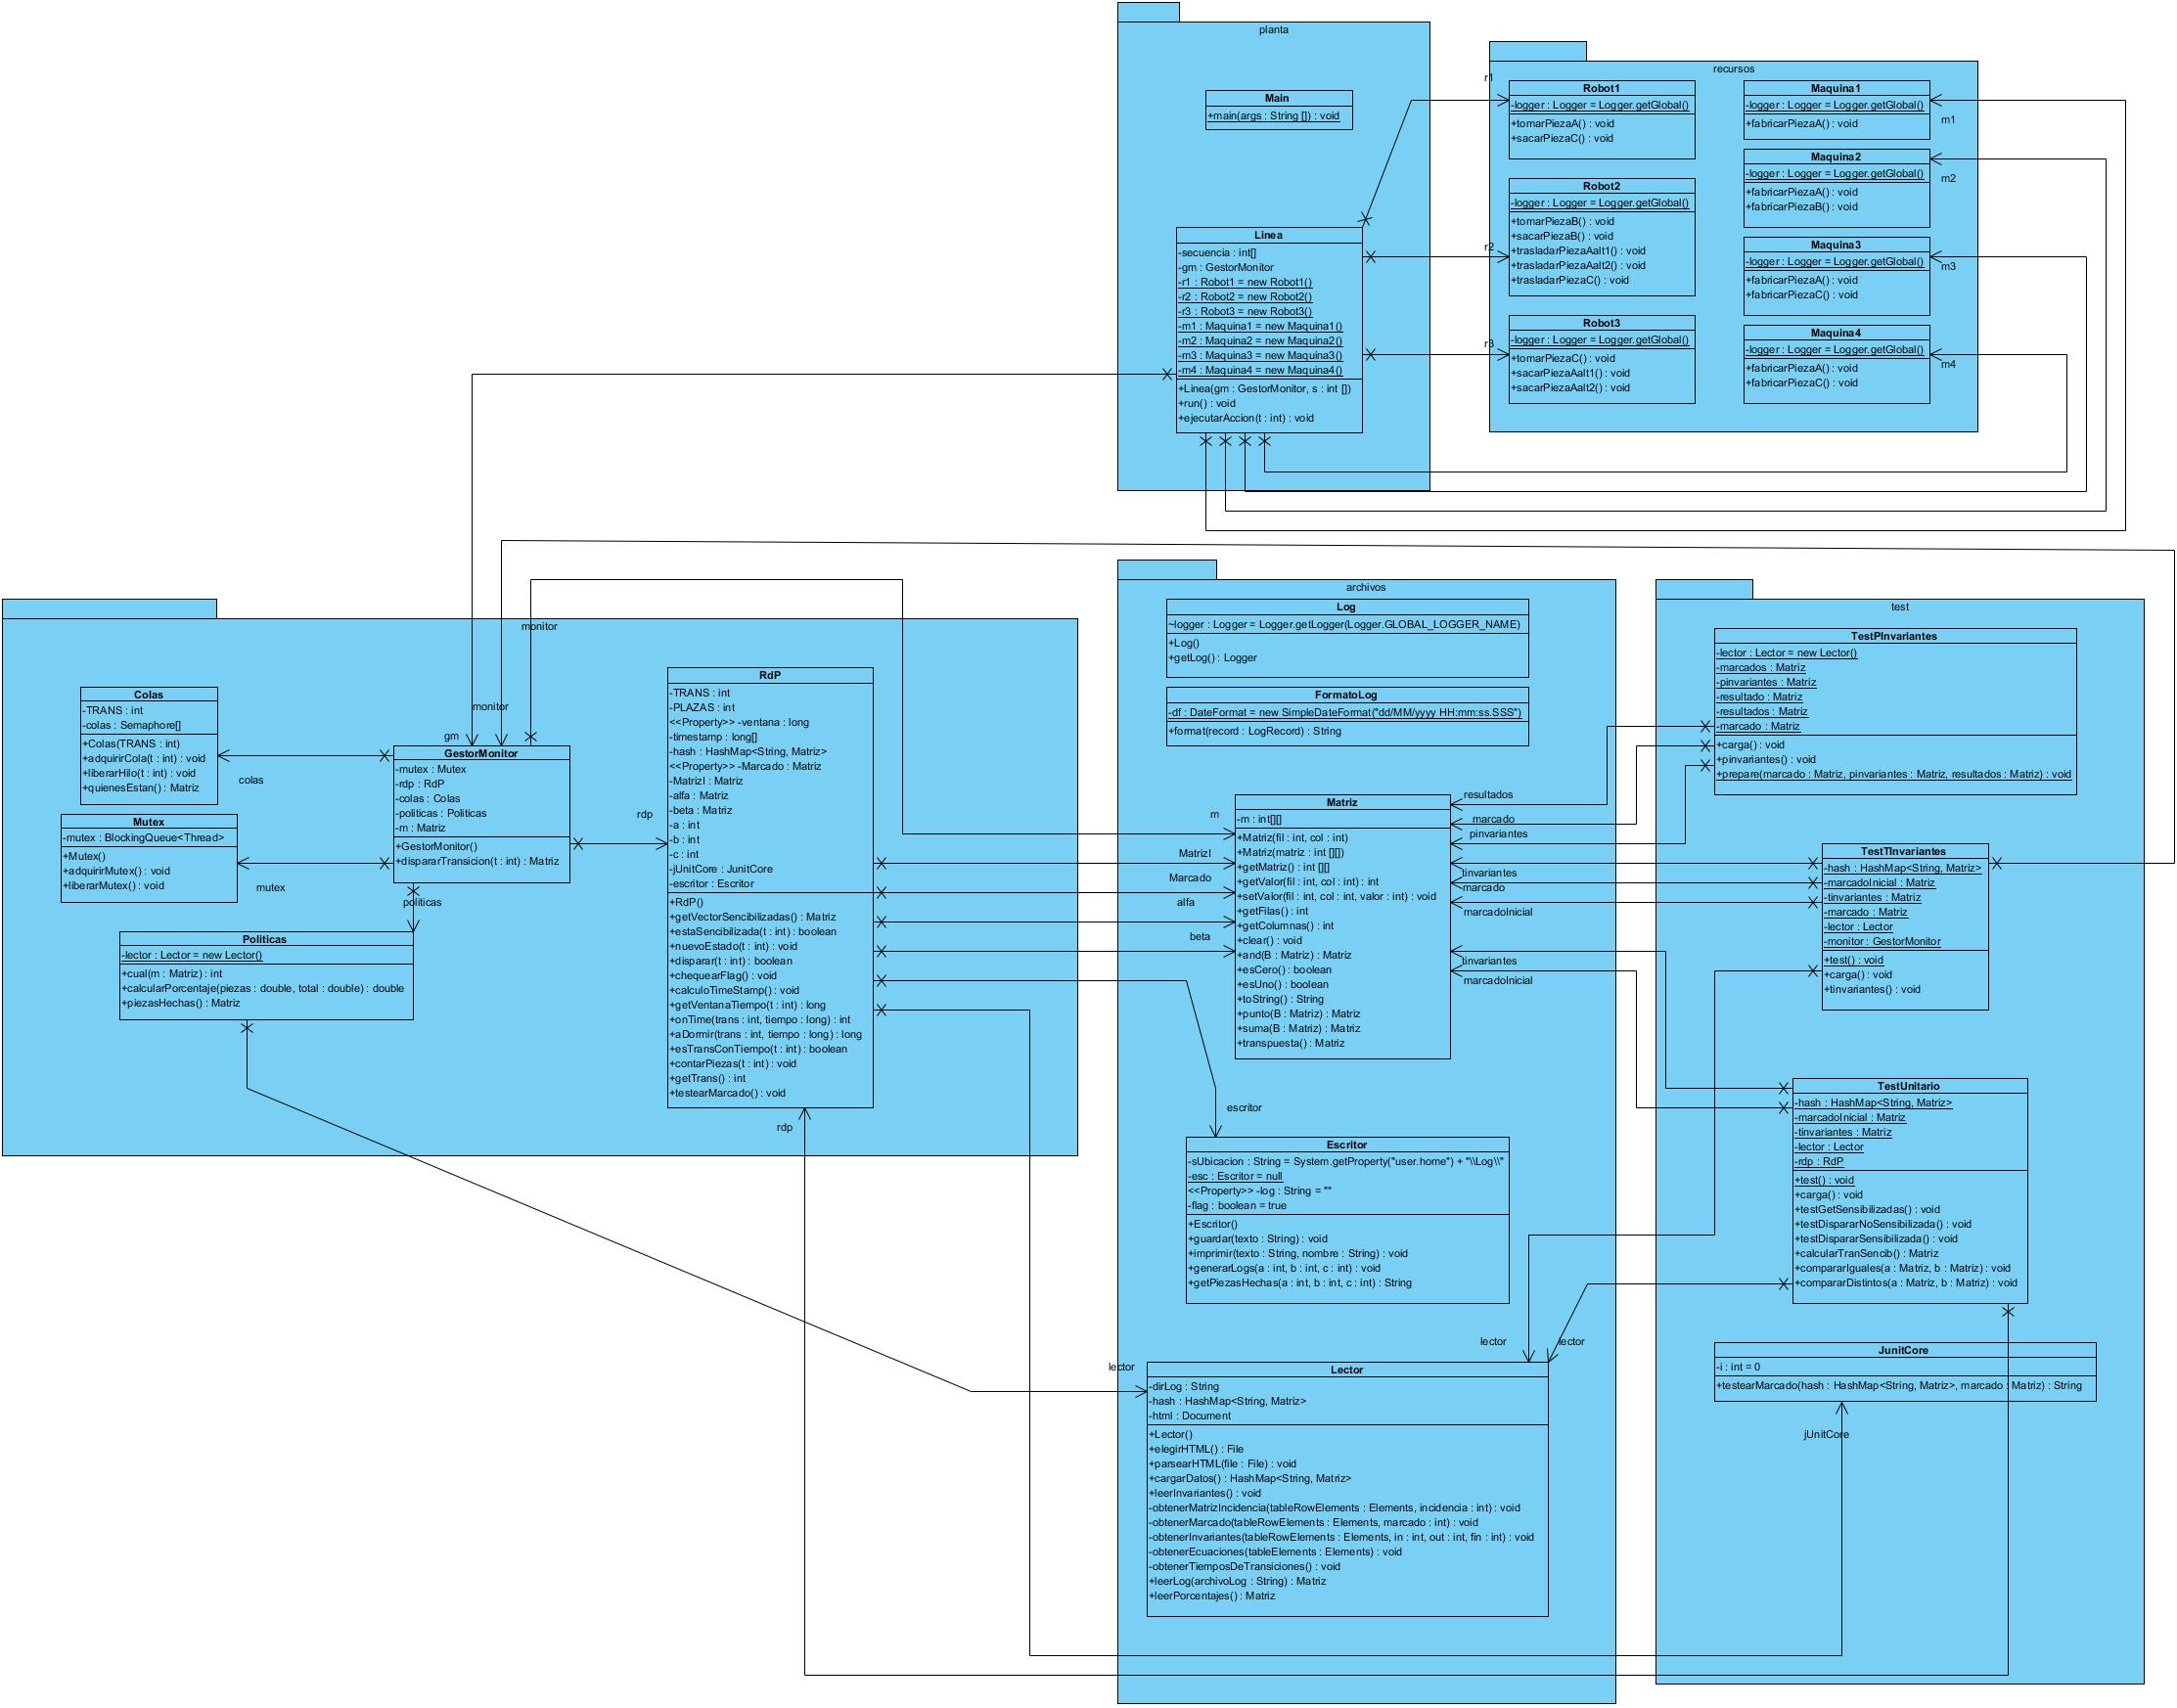 planta
Main
+main(args : String []) : void
Linea
-secuencia : int[]
-gm : GestorMonitor
-r1 : Robot1 = new Robot1()
-r2 : Robot2 = new Robot2()
-r3 : Robot3 = new Robot3()
-m1 : Maquina1 = new Maquina1()
-m2 : Maquina2 = new Maquina2()
-m3 : Maquina3 = new Maquina3()
-m4 : Maquina4 = new Maquina4()
+Linea(gm : GestorMonitor, s : int [])
+run() : void
+ejecutarAccion(t : int) : void
recursos
r1
Robot1
-logger : Logger = Logger.getGlobal()
+tomarPiezaA() : void
+sacarPiezaC() : void
r2
Robot2
-logger : Logger = Logger.getGlobal()
+tomarPiezaB() : void
+sacarPiezaB() : void
+trasladarPiezaAalt1() : void
+trasladarPiezaAalt2() : void
+trasladarPiezaC() : void
r3
Robot3
-logger : Logger = Logger.getGlobal()
+tomarPiezaC() : void
+sacarPiezaAalt1() : void
+sacarPiezaAalt2() : void
Maquina1
-logger : Logger = Logger.getGlobal()
+fabricarPiezaA() : void
m1
Maquina2
-logger : Logger = Logger.getGlobal()
+fabricarPiezaA() : void
+fabricarPiezaB() : void
m2
Maquina3
-logger : Logger = Logger.getGlobal()
+fabricarPiezaA() : void
+fabricarPiezaC() : void
m3
Maquina4
-logger : Logger = Logger.getGlobal()
+fabricarPiezaA() : void
+fabricarPiezaC() : void
m4
monitor
Colas
-TRANS : int
-colas : Semaphore[]
+Colas(TRANS : int)
+adquirirCola(t : int) : void
+liberarHilo(t : int) : void
+quienesEstan() : Matriz
colas
Mutex
-mutex : BlockingQueue<Thread>
+Mutex()
+adquirirMutex() : void
+liberarMutex() : void
mutex
monitor
gm
GestorMonitor
-mutex : Mutex
-rdp : RdP
-colas : Colas
-politicas : Politicas
-m : Matriz
+GestorMonitor()
+dispararTransicion(t : int) : Matriz
politicas
Politicas
-lector : Lector = new Lector()
+cual(m : Matriz) : int
+calcularPorcentaje(piezas : double, total : double) : double
+piezasHechas() : Matriz
rdp
RdP
-TRANS : int
-PLAZAS : int
<<Property>> -ventana : long
-timestamp : long[]
-hash : HashMap<String, Matriz>
<<Property>> -Marcado : Matriz
-MatrizI : Matriz
-alfa : Matriz
-beta : Matriz
-a : int
-b : int
-c : int
-jUnitCore : JunitCore
-escritor : Escritor
+RdP()
+getVectorSencibilizadas() : Matriz
+estaSencibilizada(t : int) : boolean
+nuevoEstado(t : int) : void
+disparar(t : int) : boolean
+chequearFlag() : void
+calculoTimeStamp() : void
+getVentanaTiempo(t : int) : long
+onTime(trans : int, tiempo : long) : int
+aDormir(trans : int, tiempo : long) : long
+esTransConTiempo(t : int) : boolean
+contarPiezas(t : int) : void
+getTrans() : int
+testearMarcado() : void
rdp
archivos
Log
~logger : Logger = Logger.getLogger(Logger.GLOBAL_LOGGER_NAME)
+Log()
+getLog() : Logger
FormatoLog
-df : DateFormat = new SimpleDateFormat("dd/MM/yyyy HH:mm:ss.SSS")
+format(record : LogRecord) : String
m
MatrizI
Marcado
alfa
beta
Matriz
-m : int[][]
+Matriz(fil : int, col : int)
+Matriz(matriz : int [][])
+getMatriz() : int [][]
+getValor(fil : int, col : int) : int
+setValor(fil : int, col : int, valor : int) : void
+getFilas() : int
+getColumnas() : int
+clear() : void
+and(B : Matriz) : Matriz
+esCero() : boolean
+esUno() : boolean
+toString() : String
+punto(B : Matriz) : Matriz
+suma(B : Matriz) : Matriz
+transpuesta() : Matriz
resultados
marcado
pinvariantes
tinvariantes
marcado
marcadoInicial
tinvariantes
marcadoInicial
escritor
Escritor
-sUbicacion : String = System.getProperty("user.home") + "\\Log\\"
-esc : Escritor = null
<<Property>> -log : String = ""
-flag : boolean = true
+Escritor()
+guardar(texto : String) : void
+imprimir(texto : String, nombre : String) : void
+generarLogs(a : int, b : int, c : int) : void
+getPiezasHechas(a : int, b : int, c : int) : String
lector
lector
lector
Lector
-dirLog : String
-hash : HashMap<String, Matriz>
-html : Document
+Lector()
+elegirHTML() : File
+parsearHTML(file : File) : void
+cargarDatos() : HashMap<String, Matriz>
+leerInvariantes() : void
-obtenerMatrizIncidencia(tableRowElements : Elements, incidencia : int) : void
-obtenerMarcado(tableRowElements : Elements, marcado : int) : void
-obtenerInvariantes(tableRowElements : Elements, in : int, out : int, fin : int) : void
-obtenerEcuaciones(tableElements : Elements) : void
-obtenerTiemposDeTransiciones() : void
+leerLog(archivoLog : String) : Matriz
+leerPorcentajes() : Matriz
test
TestPInvariantes
-lector : Lector = new Lector()
-marcados : Matriz
-pinvariantes : Matriz
-resultado : Matriz
-resultados : Matriz
-marcado : Matriz
+carga() : void
+pinvariantes() : void
+prepare(marcado : Matriz, pinvariantes : Matriz, resultados : Matriz) : void
TestTInvariantes
-hash : HashMap<String, Matriz>
-marcadoInicial : Matriz
-tinvariantes : Matriz
-marcado : Matriz
-lector : Lector
-monitor : GestorMonitor
+test() : void
+carga() : void
+tinvariantes() : void
TestUnitario
-hash : HashMap<String, Matriz>
-marcadoInicial : Matriz
-tinvariantes : Matriz
-lector : Lector
-rdp : RdP
+test() : void
+carga() : void
+testGetSensibilizadas() : void
+testDispararNoSensibilizada() : void
+testDispararSensibilizada() : void
+calcularTranSencib() : Matriz
+compararIguales(a : Matriz, b : Matriz) : void
+compararDistintos(a : Matriz, b : Matriz) : void
JunitCore
-i : int = 0
+testearMarcado(hash : HashMap<String, Matriz>, marcado : Matriz) : String
jUnitCore